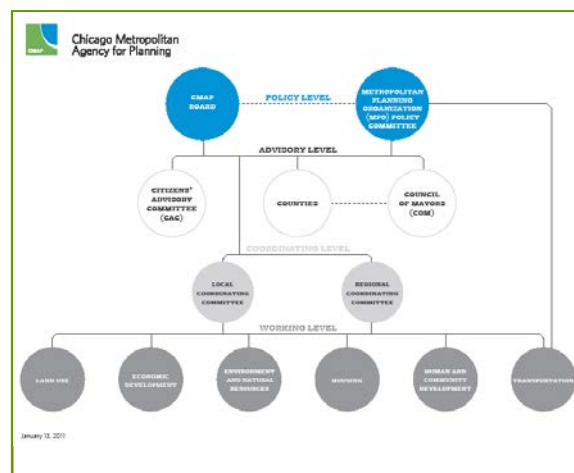 CMAP
Chicago Metropolitan
Agency for Planning
CMAP
BOARD
POLICY LEVEL
METROPOLITAN
PLANNING
ORGANIZATION
(MPO) POLICY
COMMITTEE
ADVISORY LEVEL
CITIZENS'
ADVISORY
COMMITTEE
(CAC)
COUNTIES
COUNCIL
OF MAYORS
(COM)
COORDINATING LEVEL
LOCAL
COORDINATING
COMMITTEE
REGIONAL
COORDINATING
COMMITTEE
WORKING LEVEL
LAND USE
ECONOMIC
DEVELOPMENT
ENVIRONMENT
AND NATURAL
RESOURCES
HOUSING
HUMAN AND
COMMUNITY
DEVELOPMENT
TRANSPORTATION
January 13, 2011